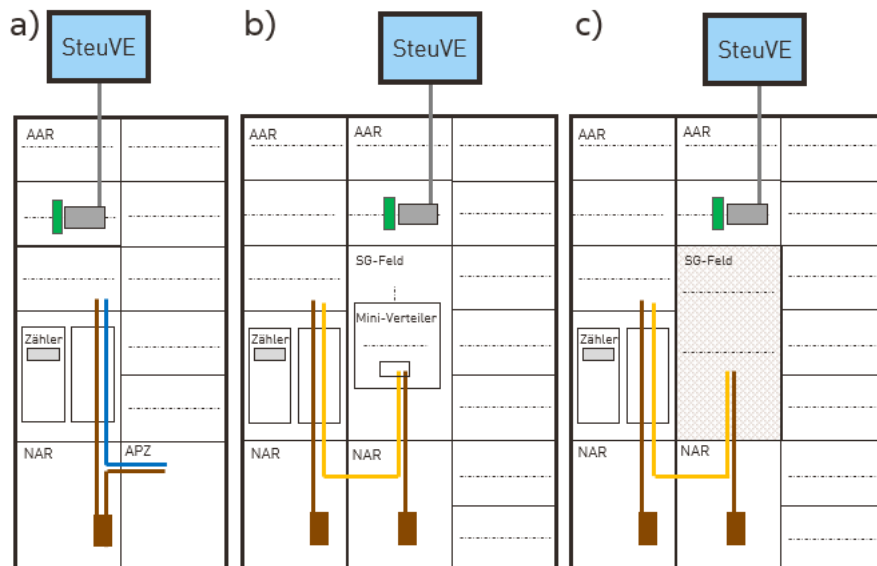 a)
SteuVE
AAR
Zähler
NAR
APZ
b)
SteuVE
AAR
AAR
SG-Feld
Mini-Verteiler
Zähler
NAR
NAR
c)
SteuVE
AAR
AAR
SG-Feld
Zähler
NAR
NAR